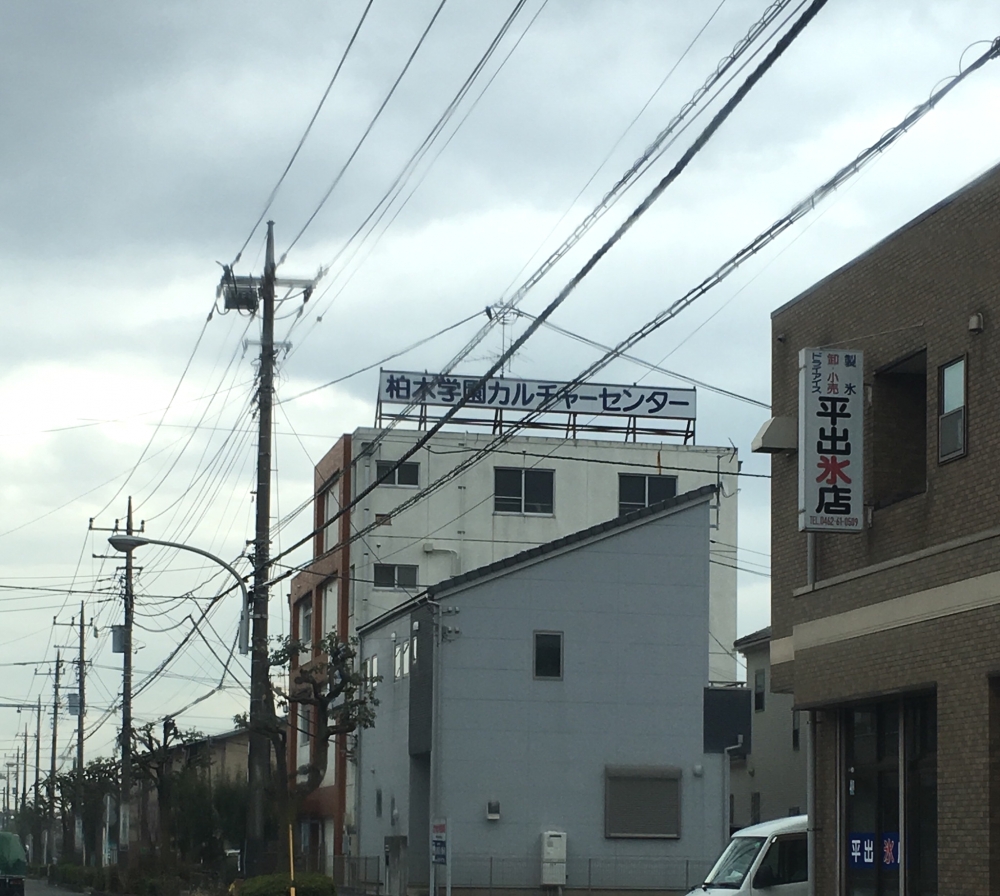 柏木学園カルチャーセンター
製氷
卸小売
ドライアイス
平出氷店
TEL.0462-61-0509
平出氷